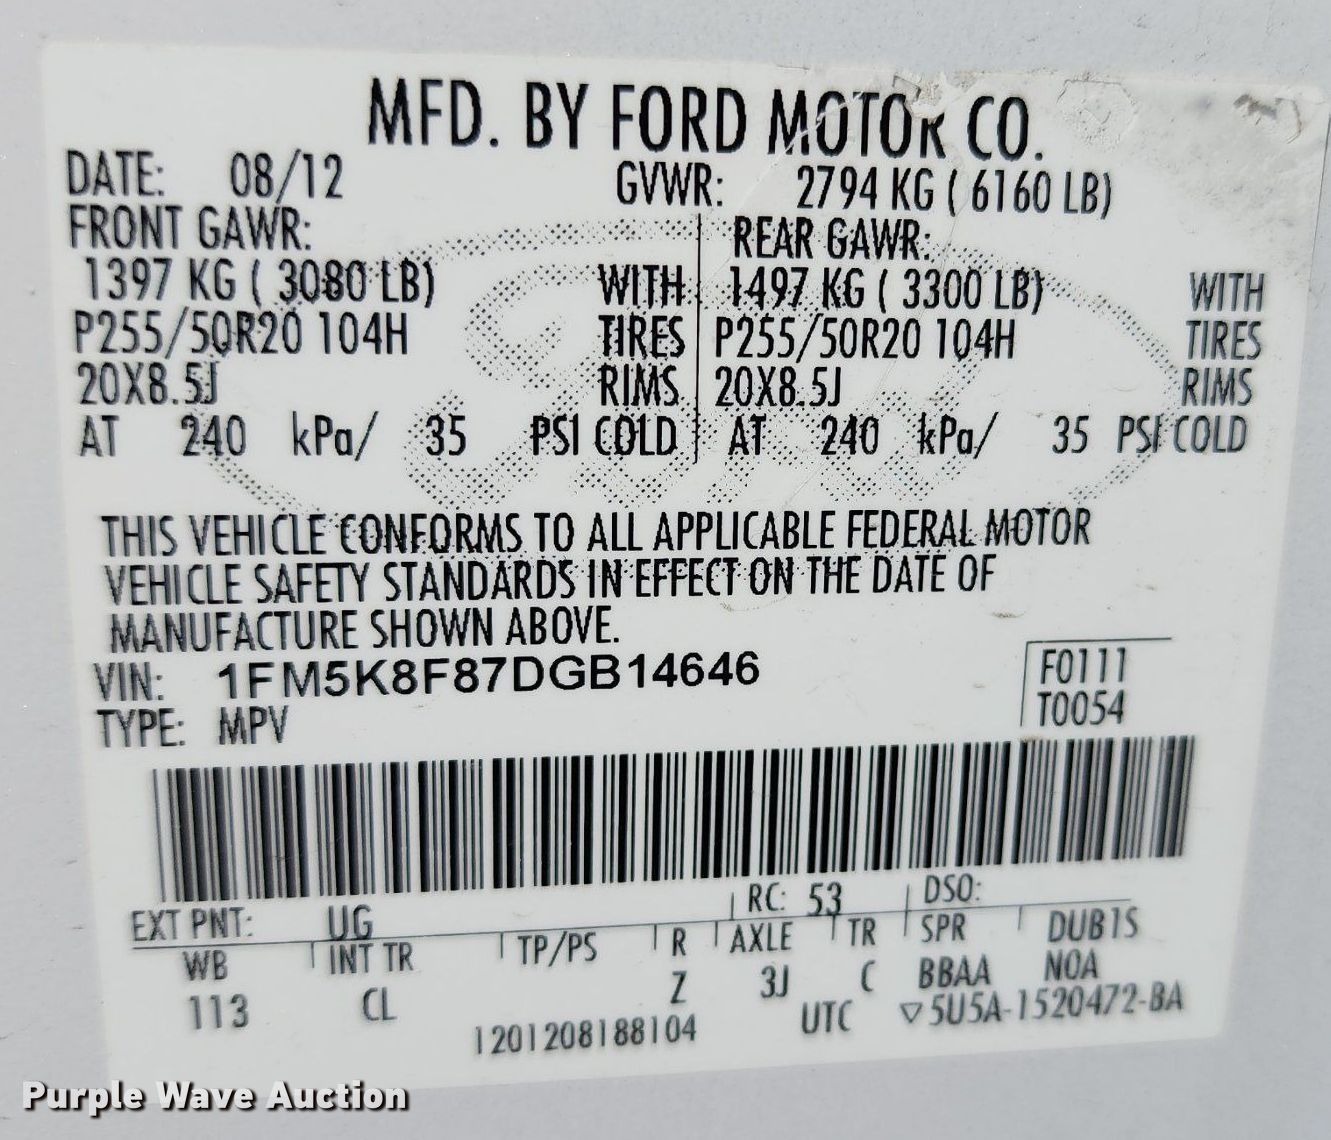 MFD. BY FORD MOTOR CO.
DATE: 08/12 GVWR: 2794 KG ( 6160 LB)
FRONT GAWR: REAR GAWR:
1397 KG ( 3080 LB) WITH 1497 KG ( 3300 LB) WITH
P255/50R20 104H TIRES P255/50R20 104H TIRES
20X8.5J RIMS 20X8.5J RIMS
AT 240 kPa/ 35 PSI COLD AT 240 kPa/ 35 PSI COLD
THIS VEHICLE CONFORMS TO ALL APPLICABLE FEDERAL MOTOR
VEHICLE SAFETY STANDARDS IN EFFECT ON THE DATE OF
MANUFACTURE SHOWN ABOVE.
VIN: 1FM5K8F87DGB14646 F0111
TYPE: MPV T0054
EXT PNT: UG RC: 53 DSO:
WB INT TR TP/PS R AXLE TR SPR DUB1S
113 CL Z 3J C BBAA NOA
1201208188104 UTC ▽5U5A-1520472-BA
Purple Wave Auction